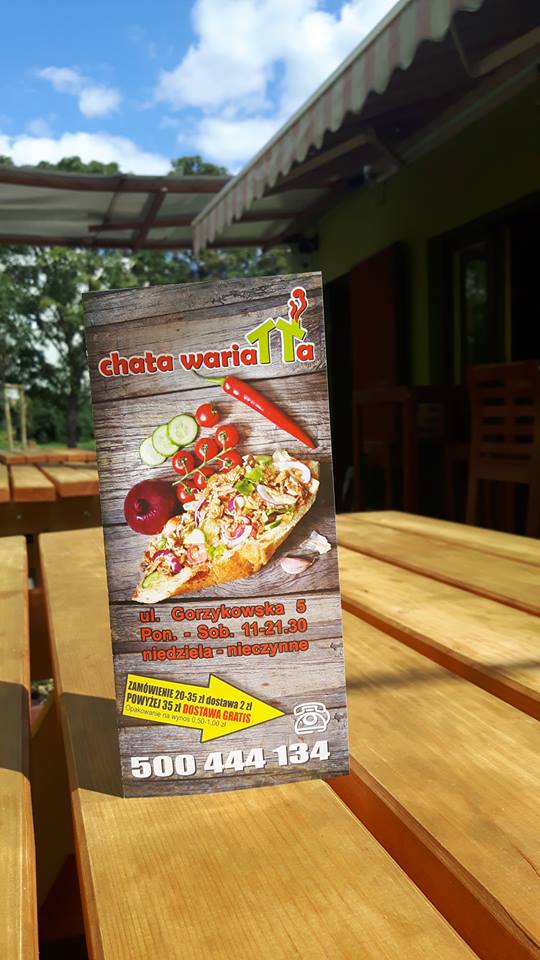 chata wariaTTa
ul. Gorzykowska 5
Pon. - Sob. 11-21.30
niedziela - nieczynne
ZAMÓWIENIE 20-35 zł dostawa 2 zł
POWYŻEJ 35 zł DOSTAWA GRATIS
Opakowanie na wynos 0,50-1,00 zł
500 444 134